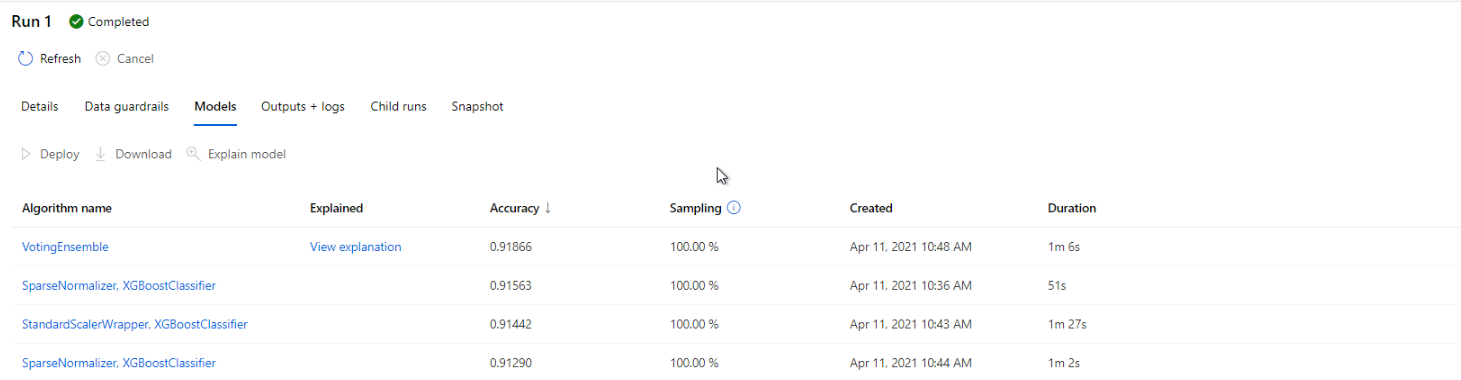 Run 1 Completed
Refresh Cancel
Details Data guardrails Models Outputs + logs Child runs Snapshot
Deploy Download Explain model
Algorithm name Explained Accuracy ↓ Sampling Created Duration
VotingEnsemble View explanation 0.91866 100.00 % Apr 11, 2021 10:48 AM 1m 6s
SparseNormalizer, XGBoostClassifier 0.91563 100.00 % Apr 11, 2021 10:36 AM 51s
StandardScalerWrapper, XGBoostClassifier 0.91442 100.00 % Apr 11, 2021 10:43 AM 1m 27s
SparseNormalizer, XGBoostClassifier 0.91290 100.00 % Apr 11, 2021 10:44 AM 1m 2s